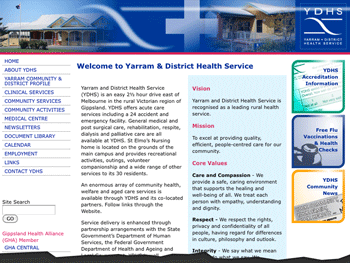 YDHS
YARRAM & DISTRICT
HEALTH SERVICE
HOME
ABOUT YDHS
YARRAM COMMUNITY &
DISTRICT PROFILE
CLINICAL SERVICES
COMMUNITY SERVICES
COMMUNITY ACTIVITIES
MEDICAL CENTRE
NEWSLETTERS
DOCUMENT LIBRARY
CALENDAR
EMPLOYMENT
LINKS
CONTACT YDHS
Site Search
GO
Gippsland Health Alliance
(GHA) Member
GHA CENTRAL
Welcome to Yarram & District Health Service
Yarram and District Health Service
(YDHS) is an easy 2½ hour drive east of
Melbourne in the rural Victorian region of
Gippsland. YDHS offers acute care
services including a 24 accident and
emergency facility. General medical and
post surgical care, rehabilitation, respite,
dialysis and palliative care are all
available at YDHS. St Elmo's Nursing
home is located on the grounds of the
main campus and provides recreational
activities, outings, volunteer
companionship and a wide range of other
services to its 30 residents.
An enormous array of community health,
welfare and aged care services is
available through YDHS and its co-located
partners. Follow links through the
Website.
Service delivery is enhanced through
partnership arrangements with the State
Government's Department of Human
Services, the Federal Government
Department of Health and Ageing and
Vision
Yarram and District Health Service is
recognised as a leading rural health
service.
Mission
To excel at providing quality,
efficient, people-centred care for our
community.
Core Values
Care and Compassion - We
provide a safe, caring environment
that supports the healing and
well-being of all. We treat each
person with empathy, understanding
and dignity.
Respect - We respect the rights,
privacy and confidentiality of all
people, having regard for differences
in culture, philosophy and outlook.
Integrity - We say what we mean
YDHS
Accreditation
Information
Free Flu
Vaccinations
& Health
Checks
YDHS
Community
News